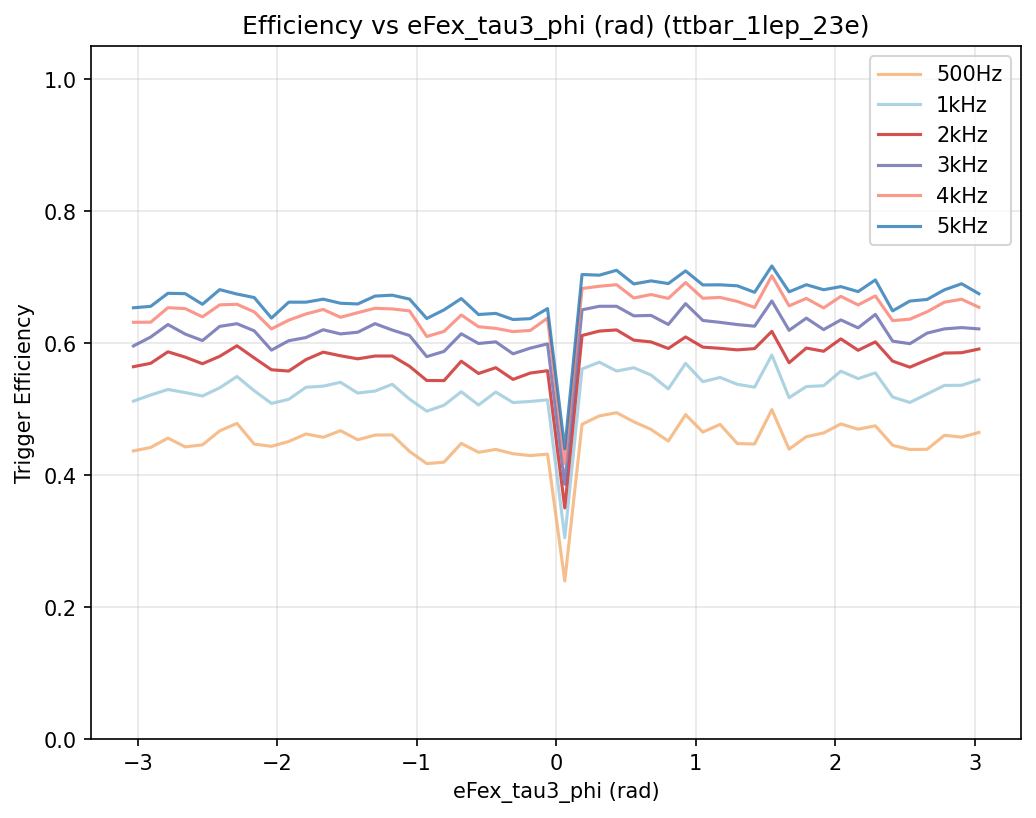 Efficiency vs eFex_tau3_phi (rad) (ttbar_1lep_23e)
500Hz
1kHz
2kHz
3kHz
4kHz
5kHz
Trigger Efficiency
1.0
0.8
0.6
0.4
0.2
0.0
−3
−2
−1
0
1
2
3
eFex_tau3_phi (rad)